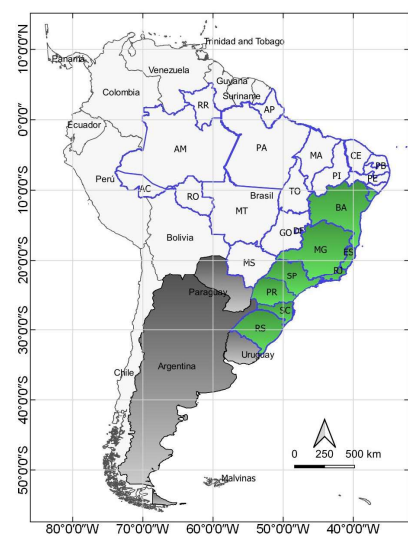 10°0'0"N
0°0'0"
10°0'0"S
20°0'0"S
30°0'0"S
40°0'0"S
50°0'0"S
Trinidad and Tobago
Panama
Venezuela
Guyana
Suriname
Colombia
RR
AP
Ecuador
AM
PA
MA
CE
PB
PI
PE
Perú
AC
RO
TO
BA
MT
Brasil
GO
DF
Bolivia
MG
ES
MS
SP
RJ
Paraguay
PR
SC
RS
Uruguay
Chile
Argentina
0 250 500 km
Malvinas
80°0'0"W 70°0'0"W 60°0'0"W 50°0'0"W 40°0'0"W